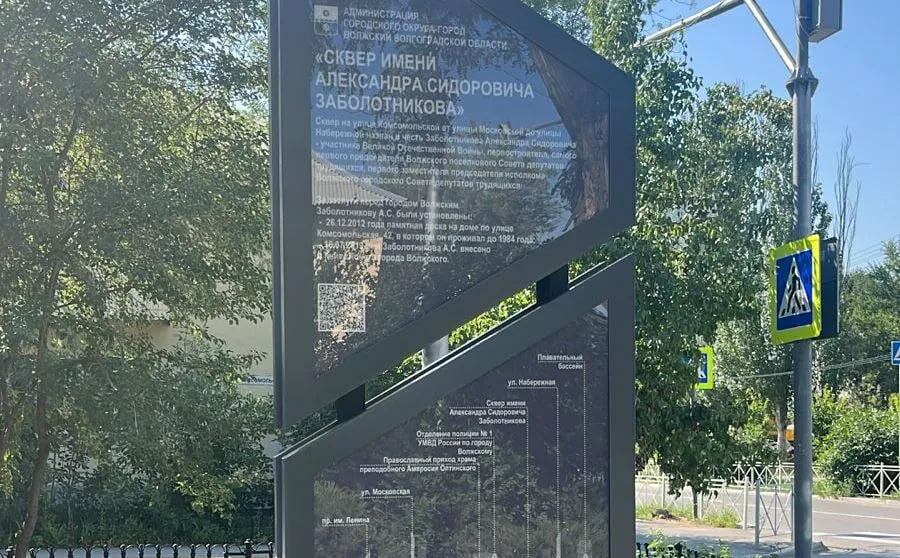 АДМИНИСТРАЦИЯ
ГОРОДСКОГО ОКРУГА-ГОРОД
ВОЛЖСКИЙ ВОЛГОГРАДСКОЙ ОБЛАСТИ
«СКВЕР ИМЕНИ
АЛЕКСАНДРА СИДОРОВИЧА
ЗАБОЛОТНИКОВА»
Сквер на улице Комсомольской от улицы Московской до улицы
Набережной назван в честь Заболотникова Александра Сидоровича
- участника Великой Отечественной Войны, первостроителя, самого
первого председателя Волжского поселкового Совета депутатов
трудящихся, первого заместителя председателя исполкома
Волжского городского Совета депутатов трудящихся.
За заслуги перед городом Волжским
Заболотникову А.С. были установлены:
- 26.12.2012 года памятная доска на доме по улице
Комсомольская, 42, в котором он проживал до 1984 года;
Заболотникова А.С. внесено
города Волжского.
Плавательный
бассейн
ул. Набережная
Сквер имени
Александра Сидоровича
Заболотникова
Отделение полиции № 1
УМВД России по городу
Волжскому
Православный приход храма
преподобного Амвросия Оптинского
ул. Московская
пр. им. Ленина